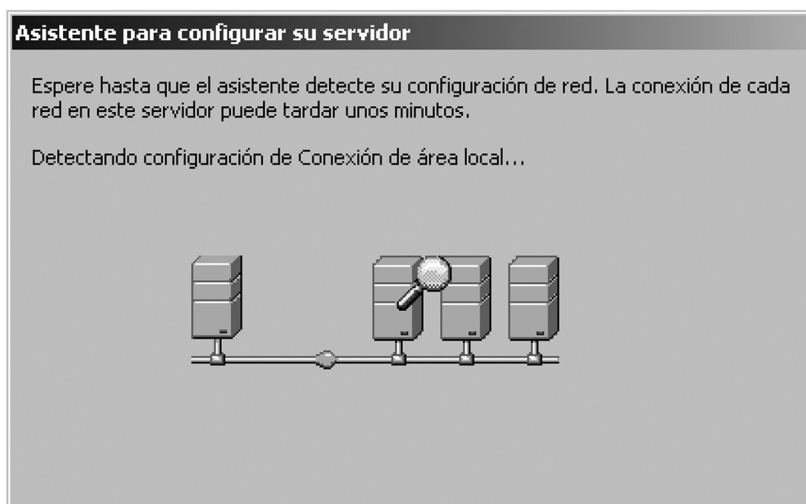 Asistente para configurar su servidor
Espere hasta que el asistente detecte su configuración de red. La conexión de cada
red en este servidor puede tardar unos minutos.
Detectando configuración de Conexión de área local...